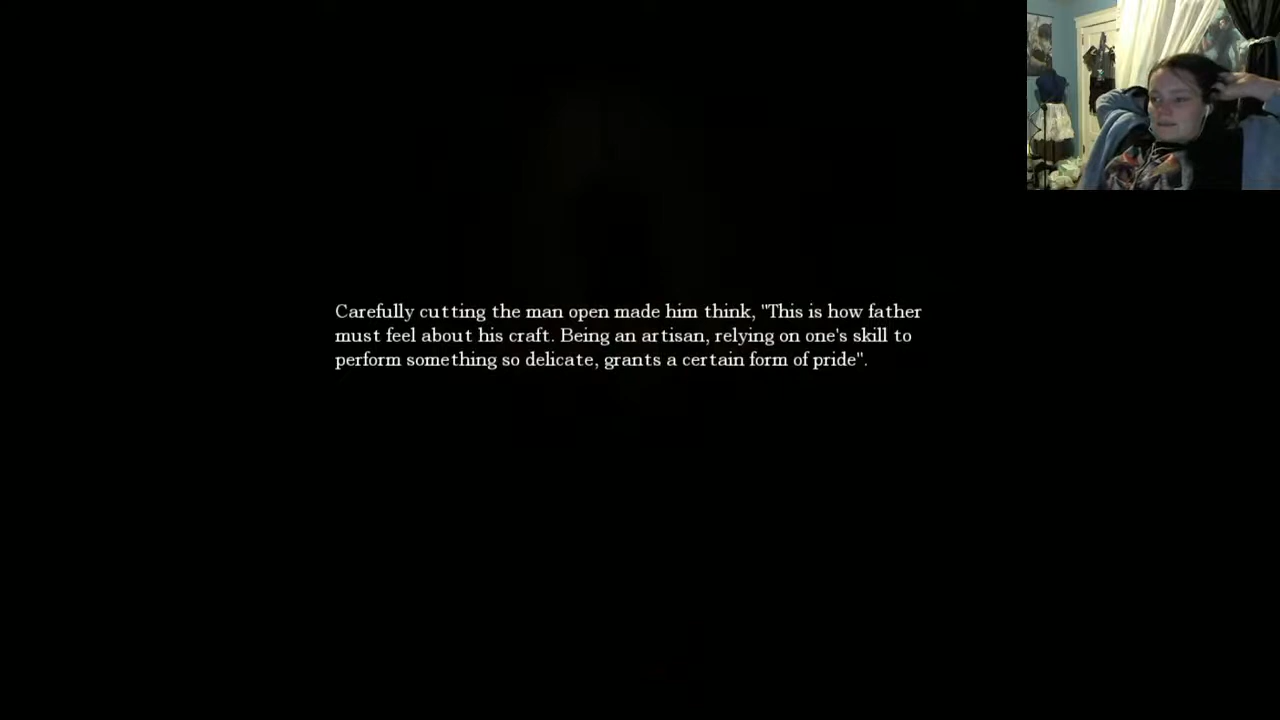 Carefully cutting the man open made him think, "This is how father
must feel about his craft. Being an artisan, relying on one's skill to
perform something so delicate, grants a certain form of pride".